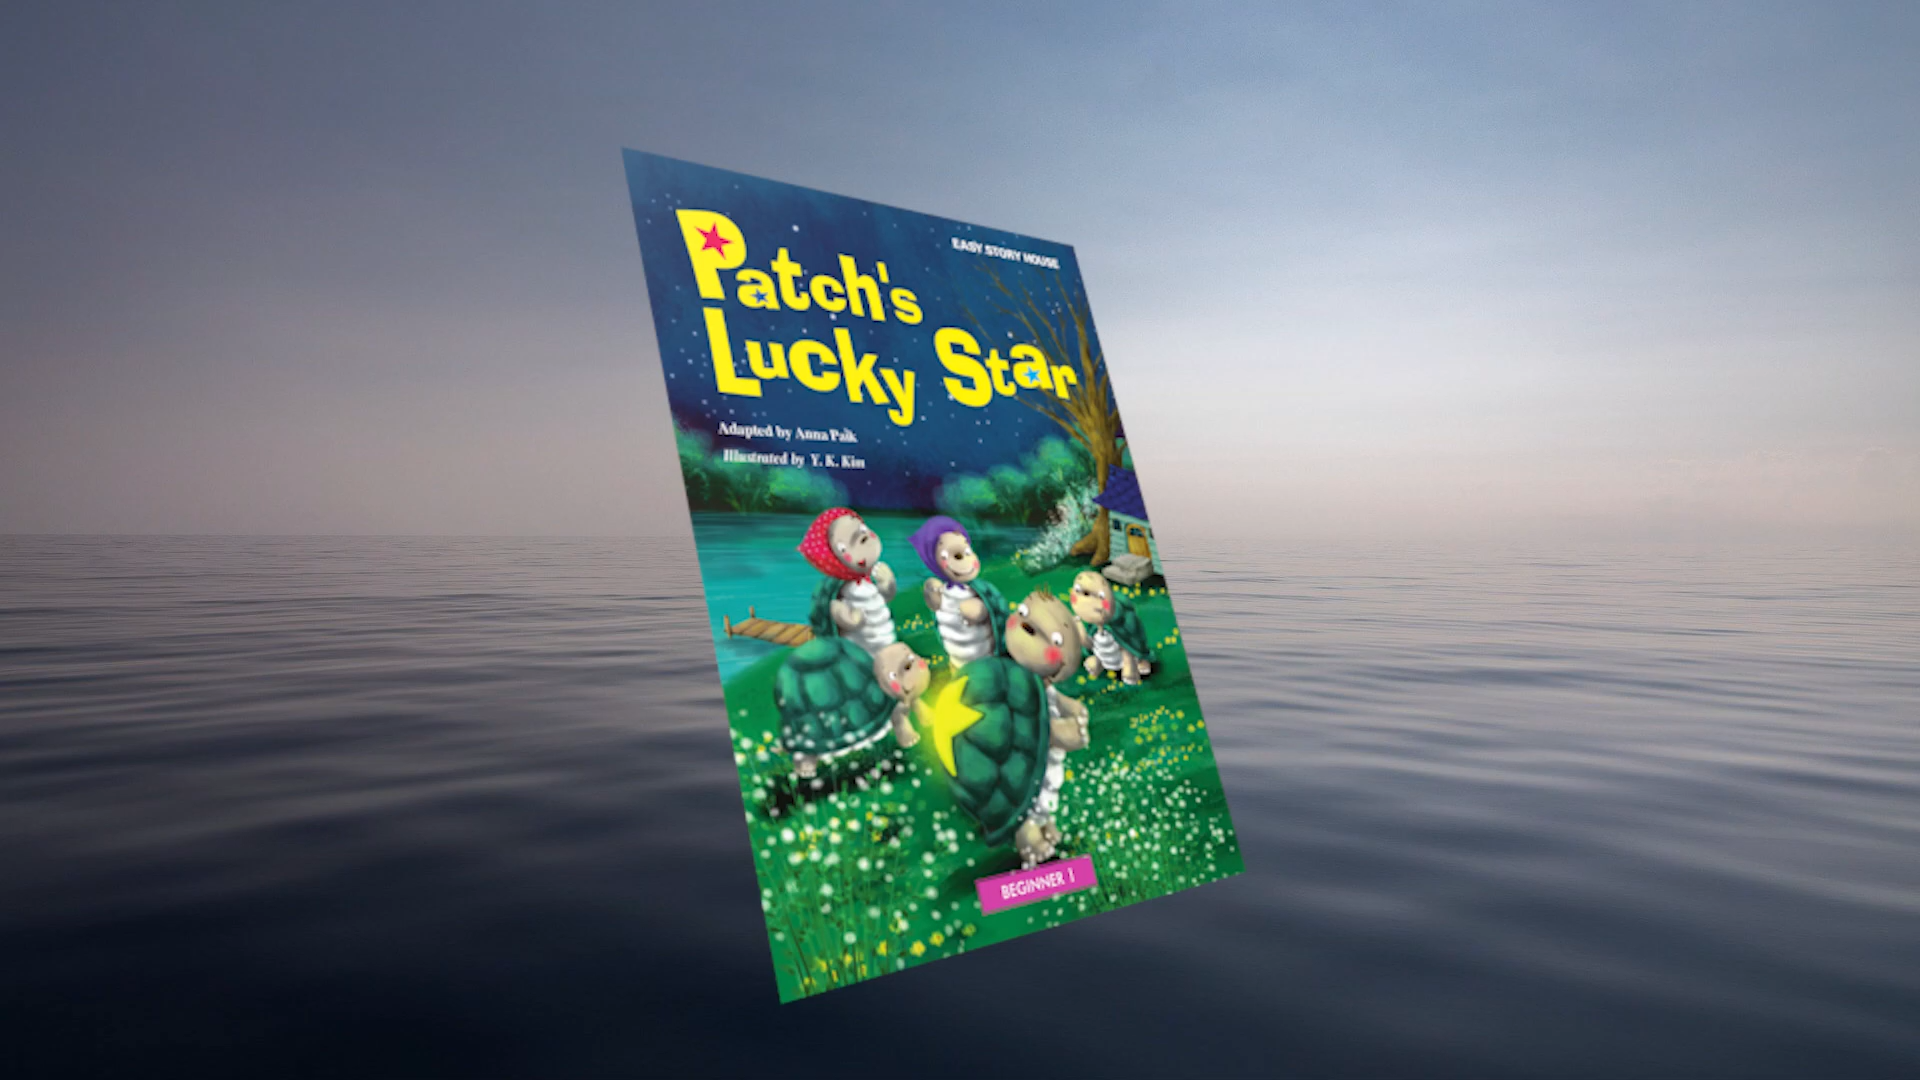 EASY STORY HOUSE
Patch's
Lucky Star
Adapted by Anna Paik
Illustrated by Y. K. Kim
BEGINNER 1